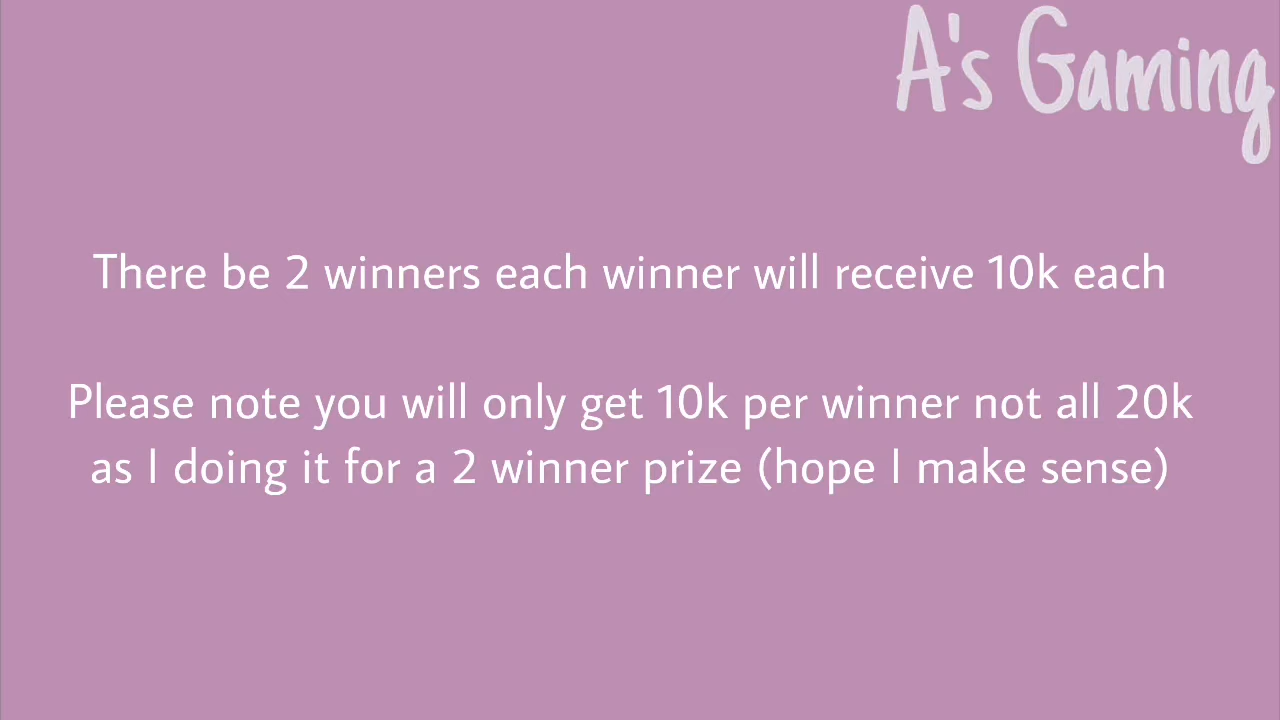 A's Gaming
There be 2 winners each winner will receive 10k each
Please note you will only get 10k per winner not all 20k
as I doing it for a 2 winner prize (hope I make sense)